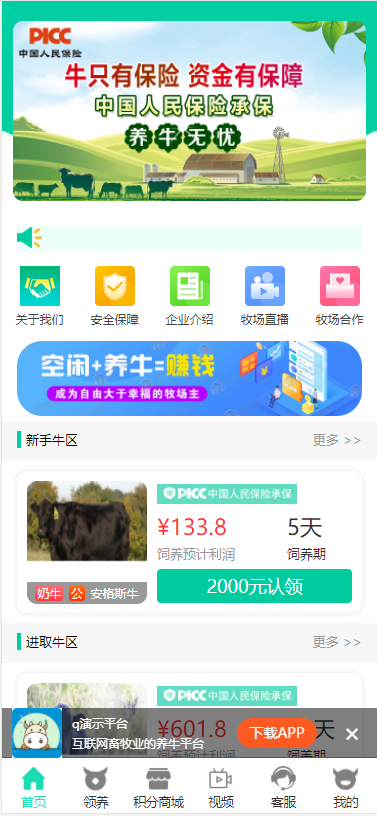 PICC
中国人民保险
牛只有保险 资金有保障
中国人民保险承保
养牛无忧
关于我们
安全保障
企业介绍
牧场直播
牧场合作
空闲+养牛=赚钱
成为自由大于幸福的牧场主
新手牛区
更多 >>
PICC 中国人民保险承保
¥133.8
5天
饲养预计利润
饲养期
奶牛 公 安格斯牛
2000元认领
进取牛区
更多 >>
PICC 中国人民保险承保
¥601.8
天
饲养预计利润
饲养期
q演示平台
互联网畜牧业的养牛平台
下载APP
首页
领养
积分商城
视频
客服
我的